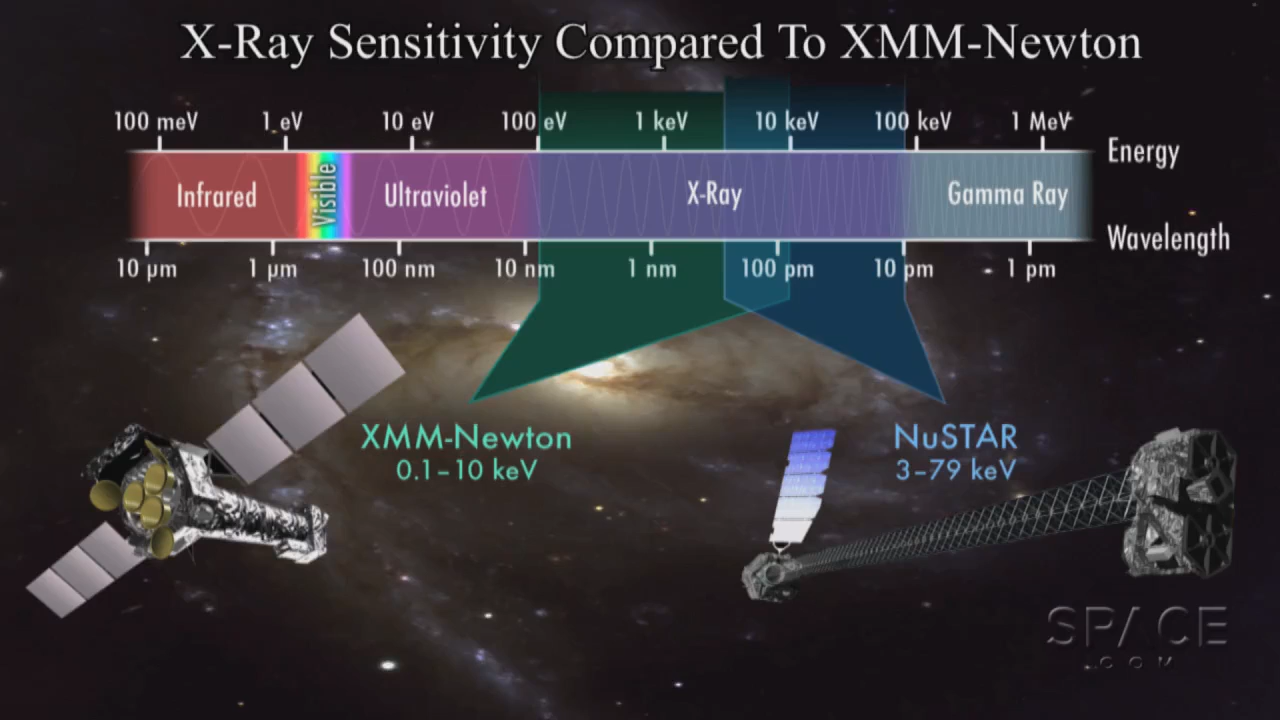 X-Ray Sensitivity Compared To XMM-Newton
100 meV 1 eV 10 eV 100 eV 1 keV 10 keV 100 keV 1 MeV
Energy
Infrared Visible Ultraviolet X-Ray Gamma Ray
Wavelength
10 µm 1 µm 100 nm 10 nm 1 nm 100 pm 10 pm 1 pm
XMM-Newton
0.1–10 keV
NuSTAR
3–79 keV
SPACE
.COM